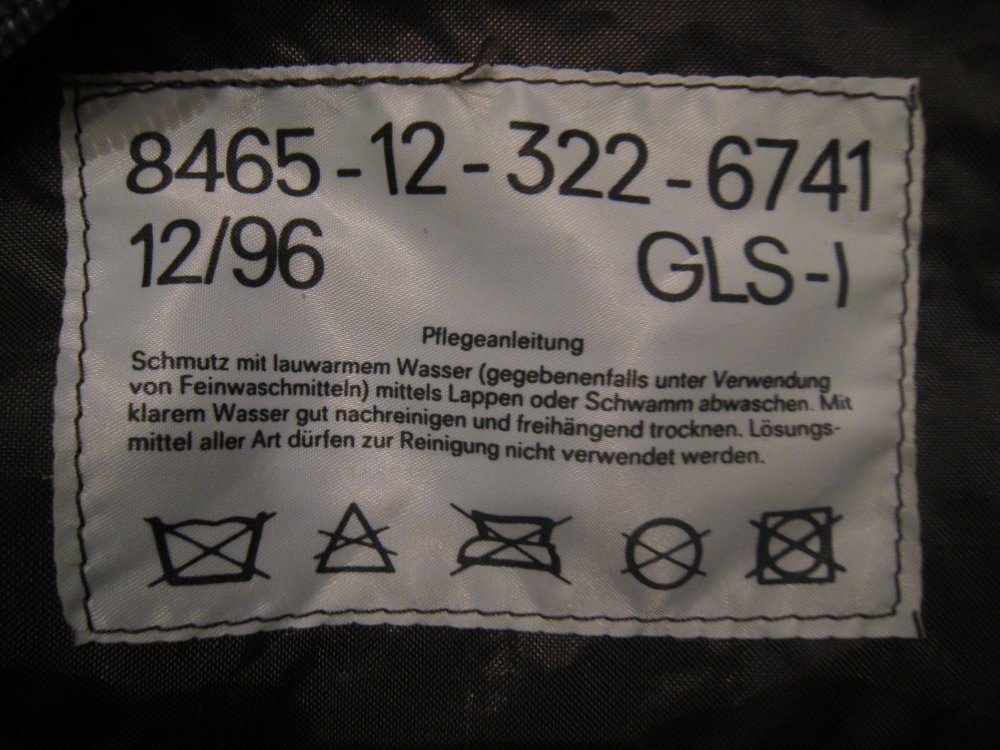 8465-12-322-6741
12/96 GLS-I
Pflegeanleitung
Schmutz mit lauwarmem Wasser (gegebenenfalls unter Verwendung
von Feinwaschmitteln) mittels Lappen oder Schwamm abwaschen. Mit
klarem Wasser gut nachreinigen und freihängend trocknen. Lösungs-
mittel aller Art dürfen zur Reinigung nicht verwendet werden.